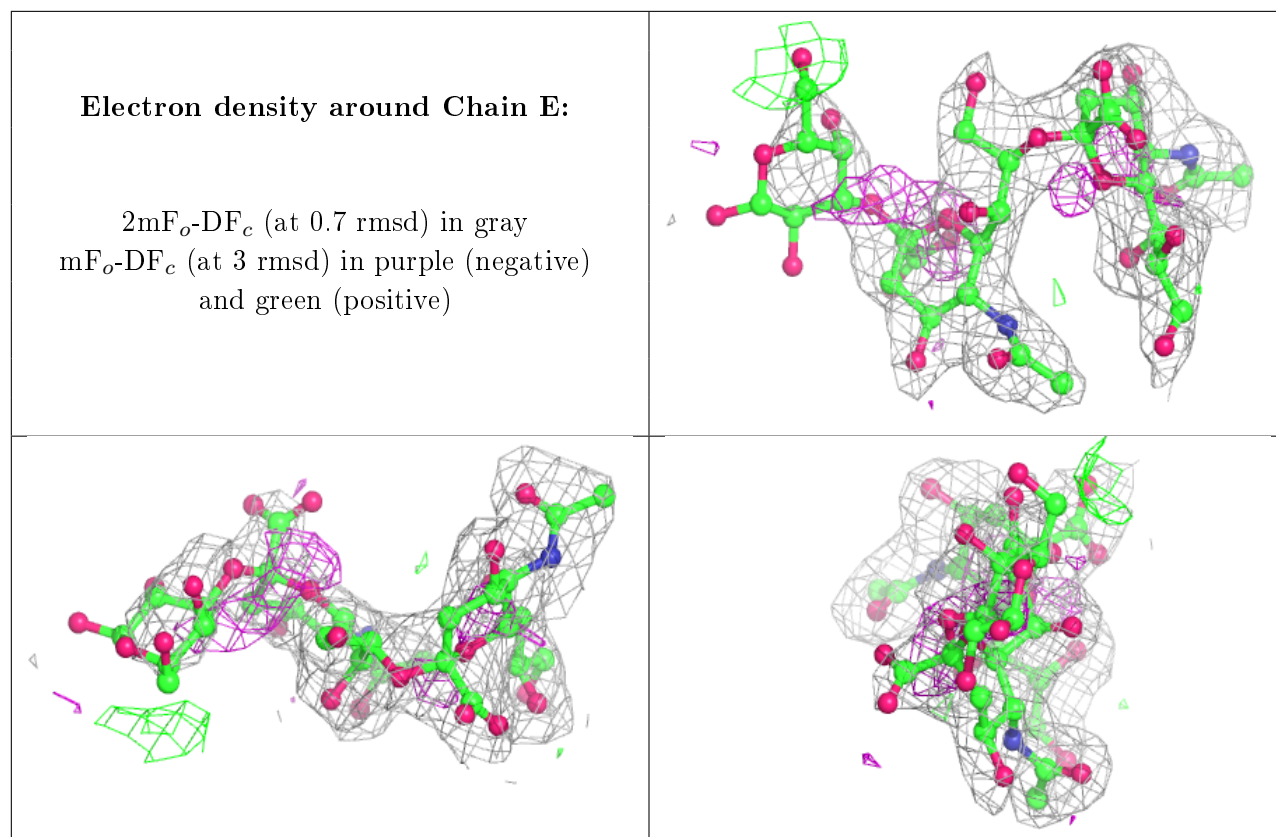 Electron density around Chain E:
2mFₒ-DF𝒸 (at 0.7 rmsd) in gray
mFₒ-DF𝒸 (at 3 rmsd) in purple (negative)
and green (positive)